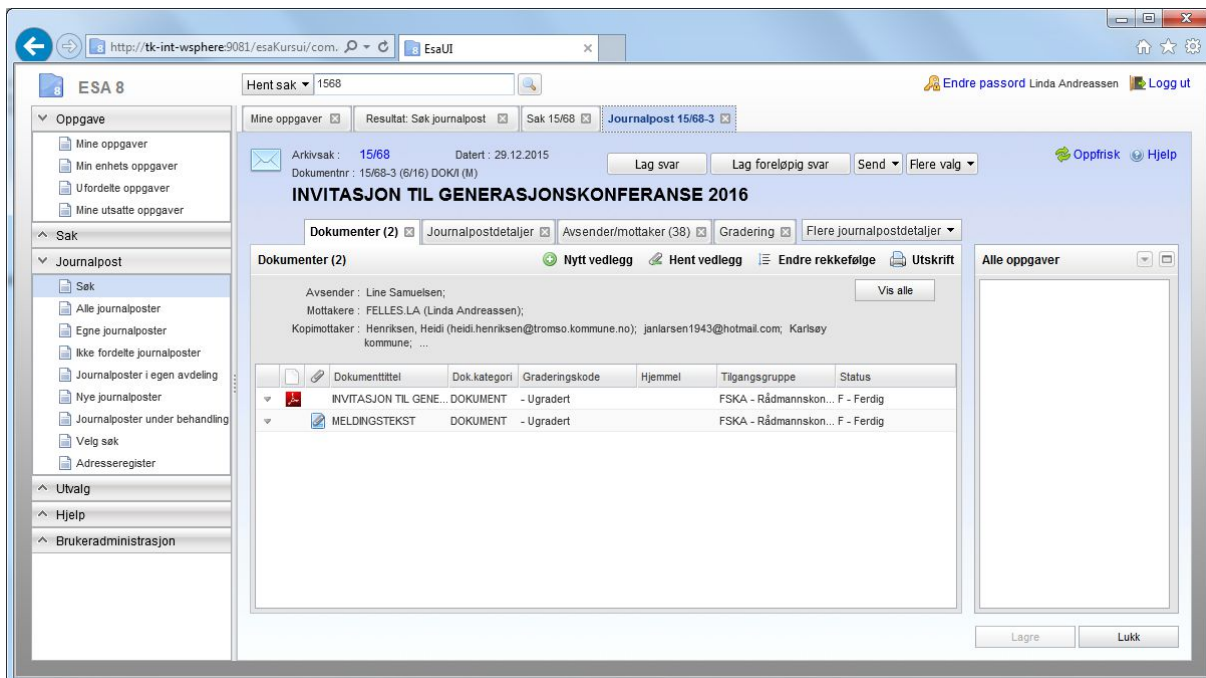 http://tk-int-wsphere:9081/esaKursui/com.
EsaUI
ESA 8
Hent sak
1568
Endre passord Linda Andreassen
Logg ut
Oppgave
Mine oppgaver
Min enhets oppgaver
Ufordelte oppgaver
Mine utsatte oppgaver
Sak
Journalpost
Søk
Alle journalposter
Egne journalposter
Ikke fordelte journalposter
Journalposter i egen avdeling
Nye journalposter
Journalposter under behandling
Velg søk
Adresseregister
Utvalg
Hjelp
Brukeradministrasjon
Mine oppgaver
Resultat: Søk journalpost
Sak 15/68
Journalpost 15/68-3
Arkivsak : 15/68 Datert : 29.12.2015
Dokumentnr : 15/68-3 (6/16) DOK/I (M)
Lag svar
Lag foreløpig svar
Send
Flere valg
Oppfrisk
Hjelp
INVITASJON TIL GENERASJONSKONFERANSE 2016
Dokumenter (2)
Journalpostdetaljer
Avsender/mottaker (38)
Gradering
Flere journalpostdetaljer
Dokumenter (2)
Nytt vedlegg
Hent vedlegg
Endre rekkefølge
Utskrift
Avsender : Line Samuelsen;
Mottakere : FELLES.LA (Linda Andreassen);
Kopimottaker : Henriksen, Heidi (heidi.henriksen@tromso.kommune.no); janlarsen1943@hotmail.com; Karlsøy
kommune; ...
Vis alle
Dokumenttittel Dok.kategori Graderingskode Hjemmel Tilgangsgruppe Status
INVITASJON TIL GENE... DOKUMENT - Ugradert FSKA - Rådmannskon... F - Ferdig
MELDINGSTEKST DOKUMENT - Ugradert FSKA - Rådmannskon... F - Ferdig
Alle oppgaver
Lagre
Lukk